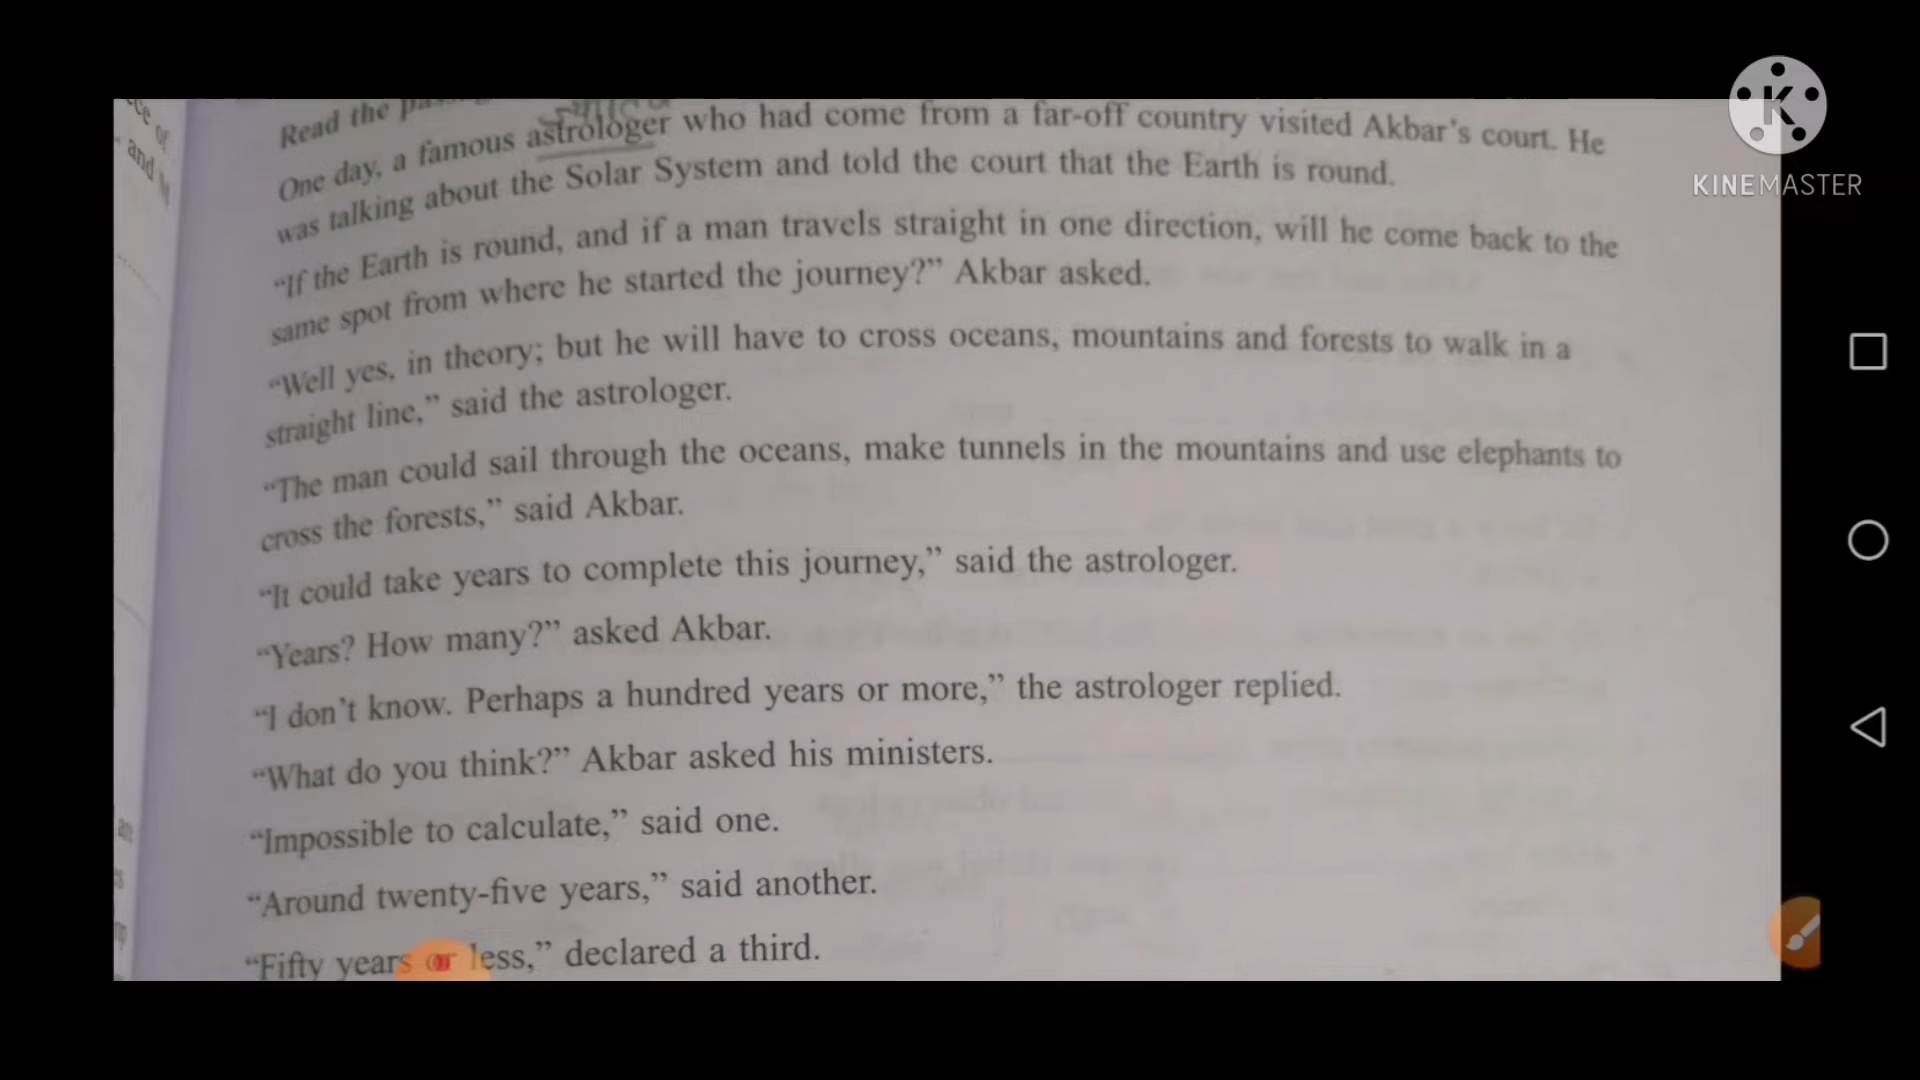 Read the
One day, a famous astrologer who had come from a far-off country visited Akbar's court. He
was talking about the Solar System and told the court that the Earth is round.
"If the Earth is round, and if a man travels straight in one direction, will he come back to the
same spot from where he started the journey?" Akbar asked.
"Well yes, in theory; but he will have to cross oceans, mountains and forests to walk in a
straight line," said the astrologer.
"The man could sail through the oceans, make tunnels in the mountains and use elephants to
cross the forests," said Akbar.
"It could take years to complete this journey," said the astrologer.
"Years? How many?" asked Akbar.
"I don't know. Perhaps a hundred years or more," the astrologer replied.
"What do you think?" Akbar asked his ministers.
"Impossible to calculate," said one.
"Around twenty-five years," said another.
"Fifty years or less," declared a third.
of
and
K
KINEMASTER